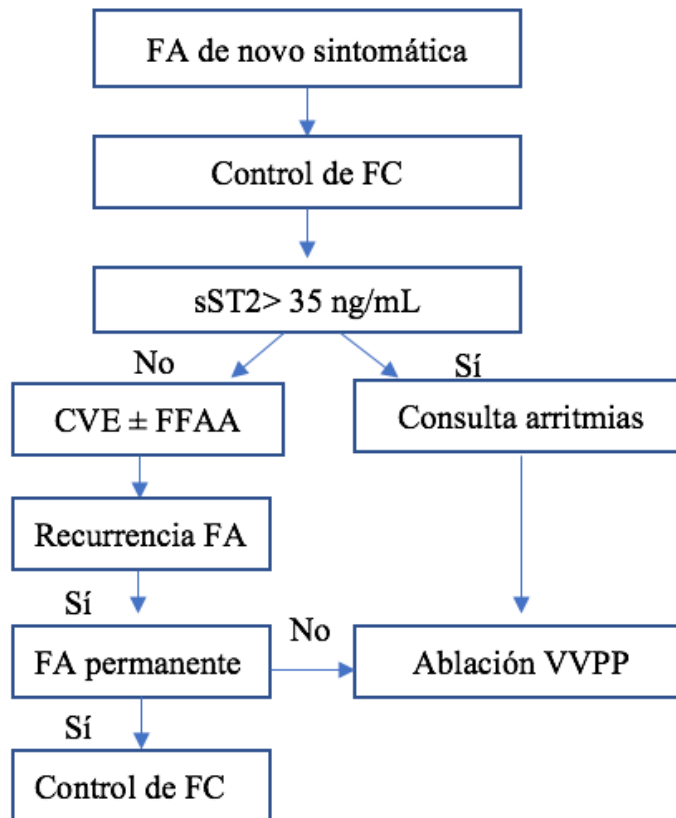 FA de novo sintomática
Control de FC
sST2> 35 ng/mL
No
Sí
CVE ± FFAA
Consulta arritmias
Recurrencia FA
Sí
No
FA permanente
Ablación VVPP
Sí
Control de FC